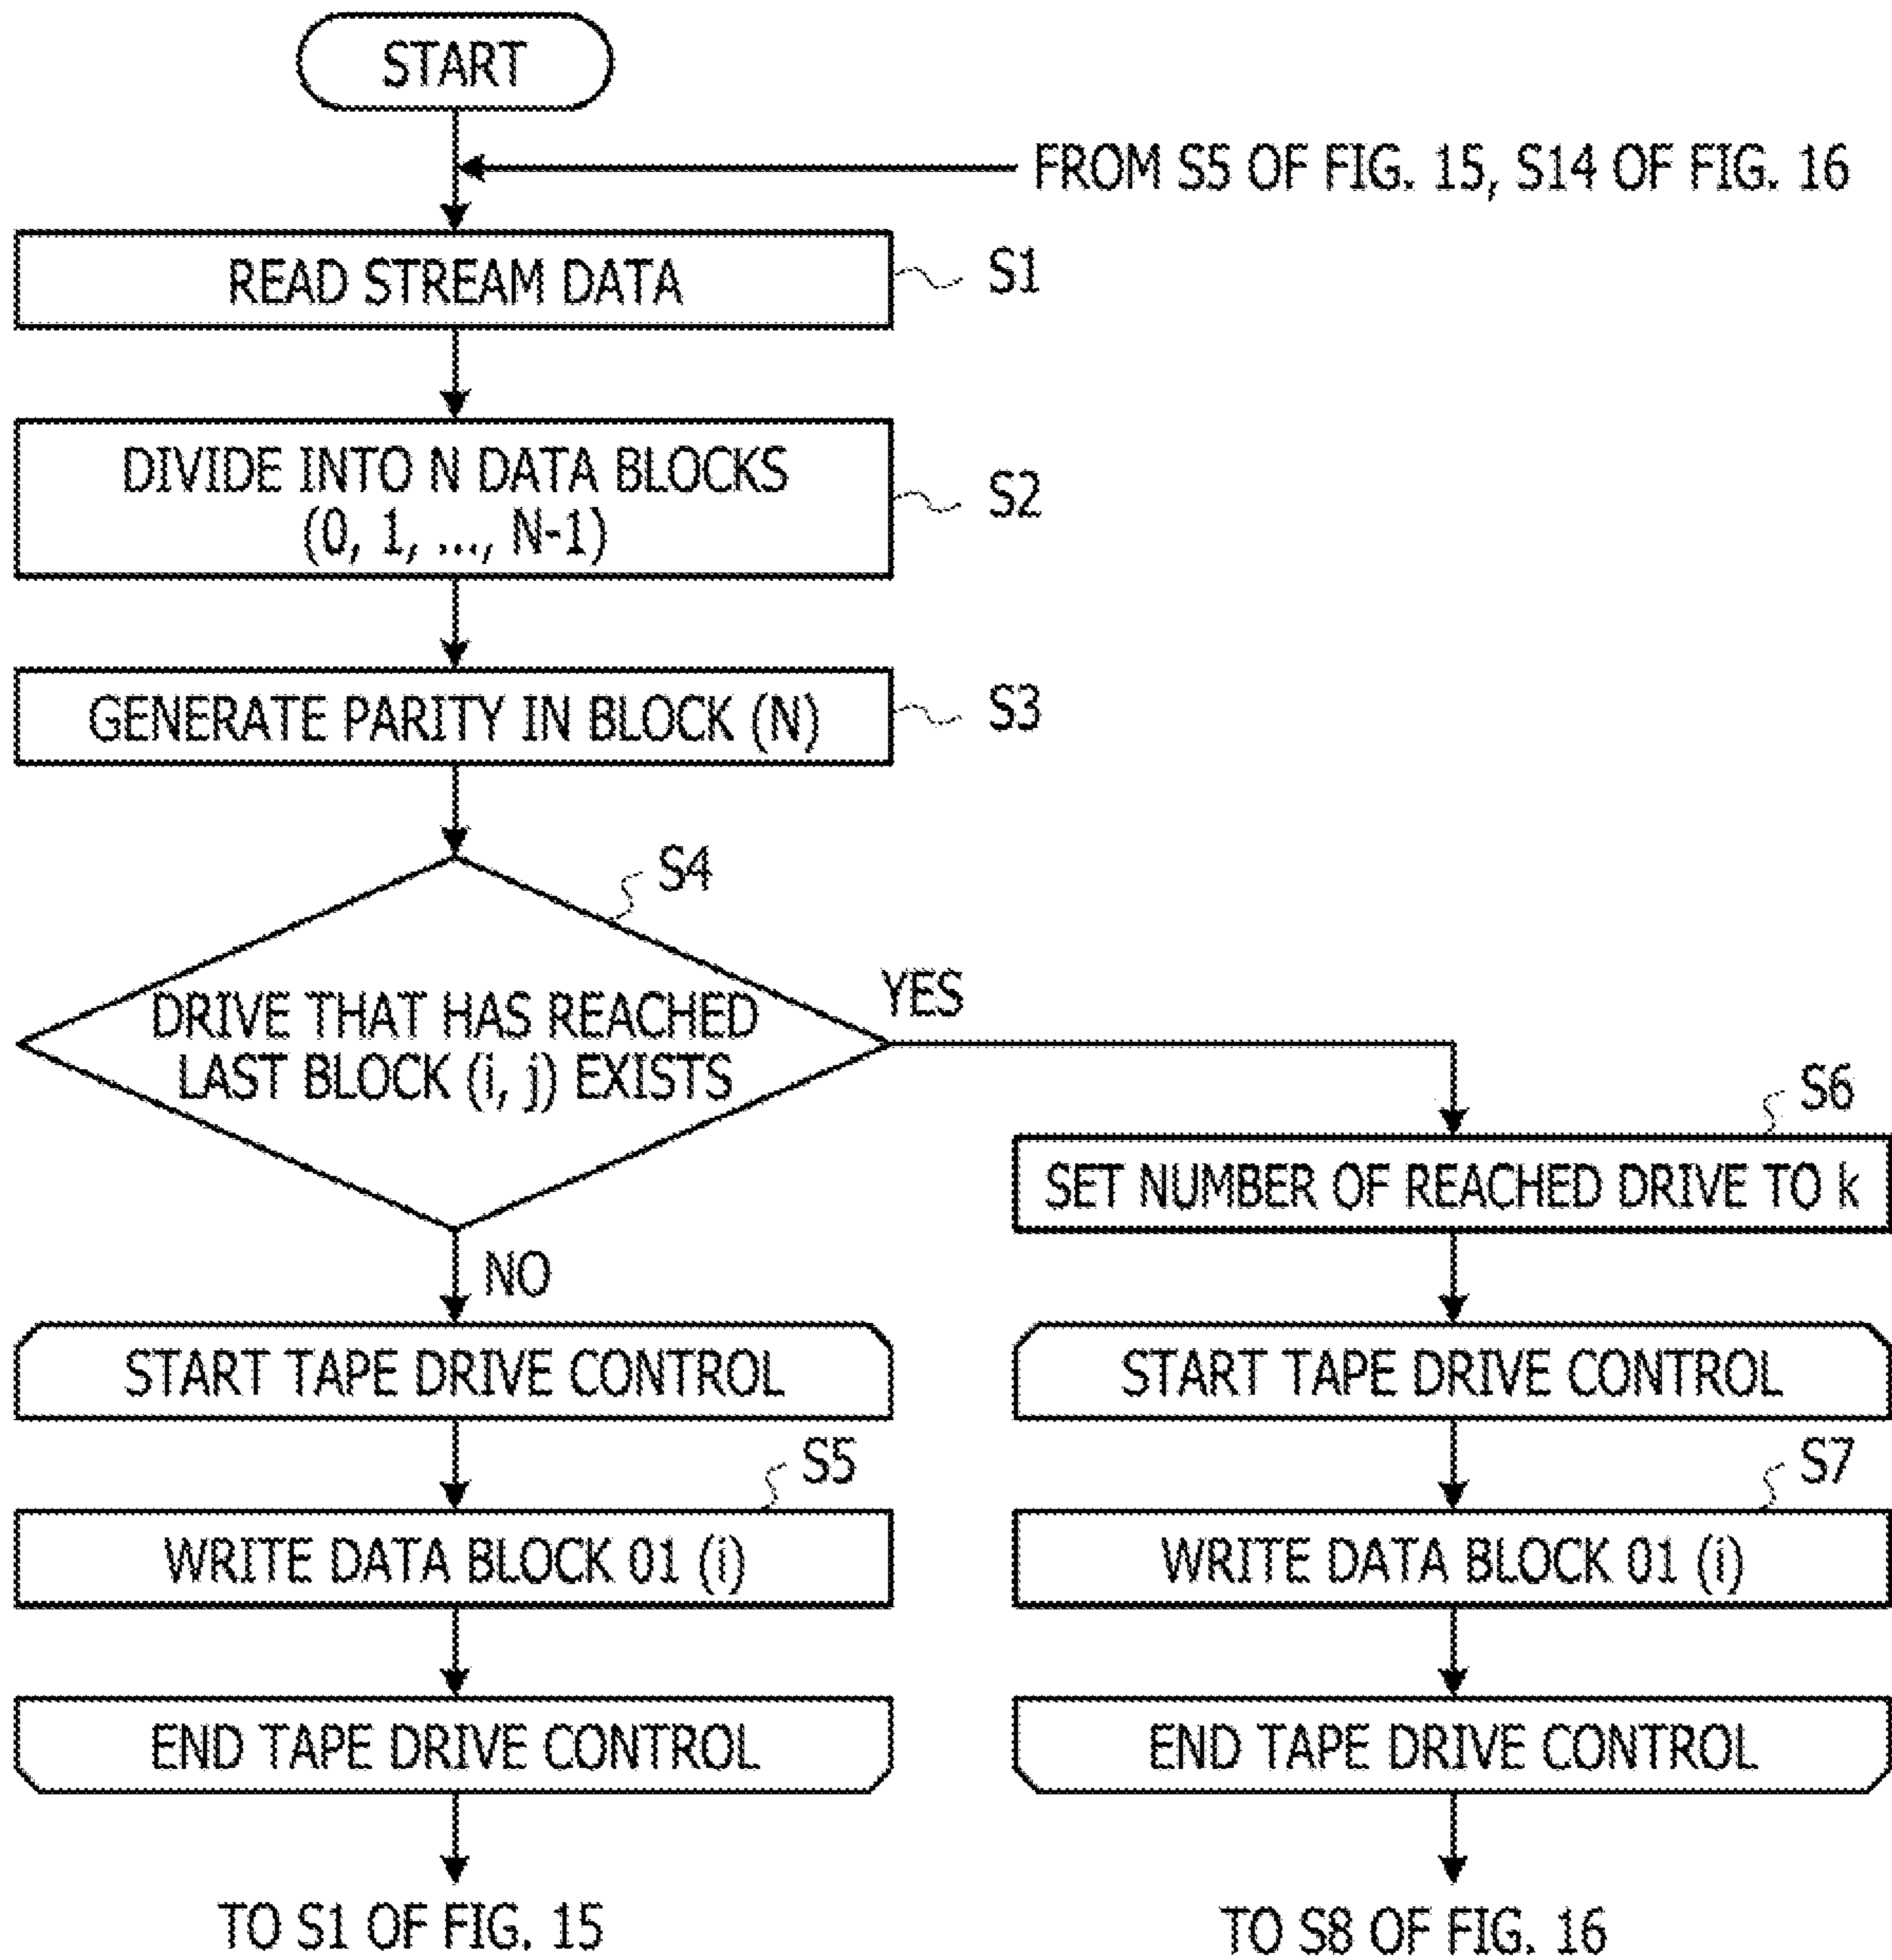 START
FROM S5 OF FIG. 15, S14 OF FIG. 16
READ STREAM DATA
S1
DIVIDE INTO N DATA BLOCKS
(0, 1, ..., N-1)
S2
GENERATE PARITY IN BLOCK (N)
S3
S4
DRIVE THAT HAS REACHED
LAST BLOCK (i, j) EXISTS
YES
NO
S6
SET NUMBER OF REACHED DRIVE TO k
START TAPE DRIVE CONTROL
START TAPE DRIVE CONTROL
S5
WRITE DATA BLOCK 01 (i)
S7
WRITE DATA BLOCK 01 (i)
END TAPE DRIVE CONTROL
END TAPE DRIVE CONTROL
TO S1 OF FIG. 15
TO S8 OF FIG. 16